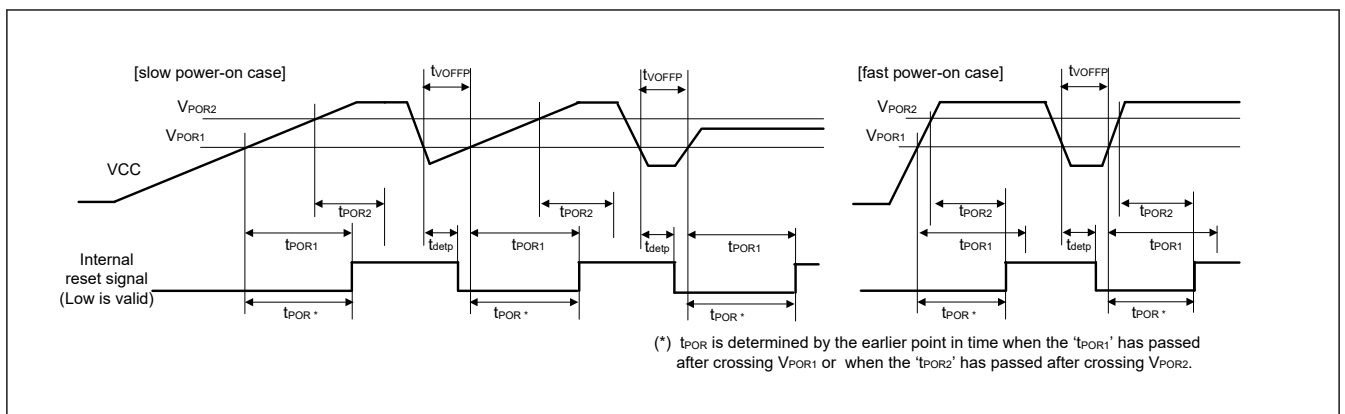 [slow power-on case]
tVOFFP
tVOFFP
[fast power-on case]
tVOFFP
VPOR2
VPOR1
VCC
VPOR2
VPOR1
tPOR2
tPOR2
tPOR2
tPOR2
tPOR1
tdetp
tPOR1
tdetp
tPOR1
tPOR1
tdetp
tPOR1
Internal
reset signal
(Low is valid)
tPOR *
tPOR *
tPOR *
tPOR *
tPOR *
(*) tPOR is determined by the earlier point in time when the ‘tPOR1’ has passed
after crossing VPOR1 or when the ‘tPOR2’ has passed after crossing VPOR2.